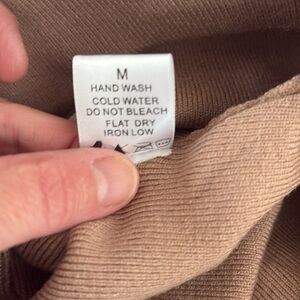 M
HAND WASH
COLD WATER
DO NOT BLEACH
FLAT DRY
IRON LOW